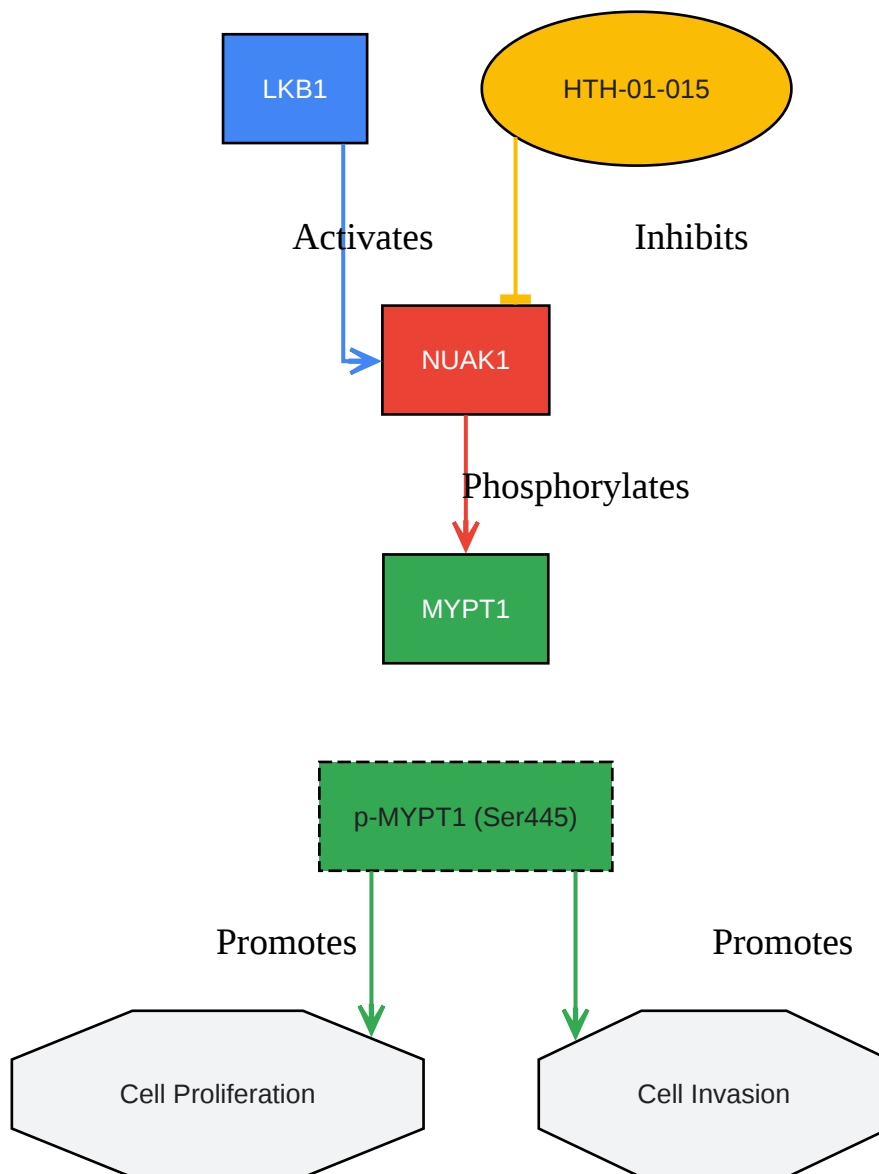 LKB1
HTH-01-015
Activates
Inhibits
NUAK1
Phosphorylates
MYPT1
p-MYPT1 (Ser445)
Promotes
Promotes
Cell Proliferation
Cell Invasion